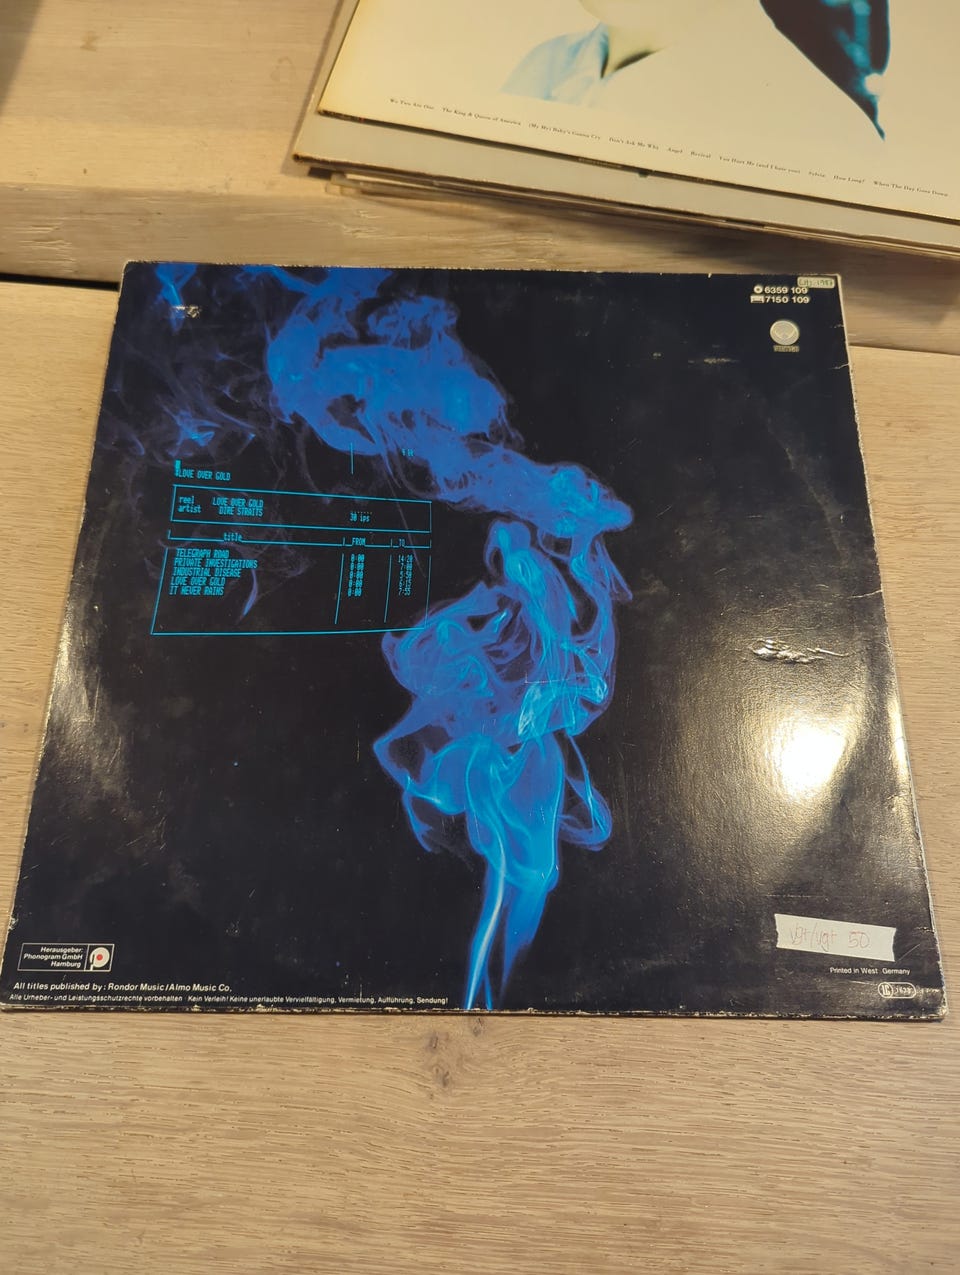 We Two Are One The King & Queen of America (My My) Baby's Gonna Cry Don't Ask Me Why Angel Revival You Hurt Me (and I hate you) Sylvia How Long? When The Day Goes Down
6359 109
7150 109
vertigo
LOVE OVER GOLD
reel LOVE OVER GOLD
artist DIRE STRAITS
30 ips
title FROM TO
TELEGRAPH ROAD 0:00 14:20
PRIVATE INVESTIGATIONS 0:00 7:00
INDUSTRIAL DISEASE 0:00 5:50
LOVE OVER GOLD 0:00 6:15
IT NEVER RAINS 0:00 7:55
vg+/vg+ 50
Herausgeber:
Phonogram GmbH
Hamburg
Printed in West Germany
All titles published by: Rondor Music/Almo Music Co.
Alle Urheber- und Leistungsschutzrechte vorbehalten Kein Verleih! Keine unerlaubte Vervielfältigung, Vermietung, Aufführung, Sendung!